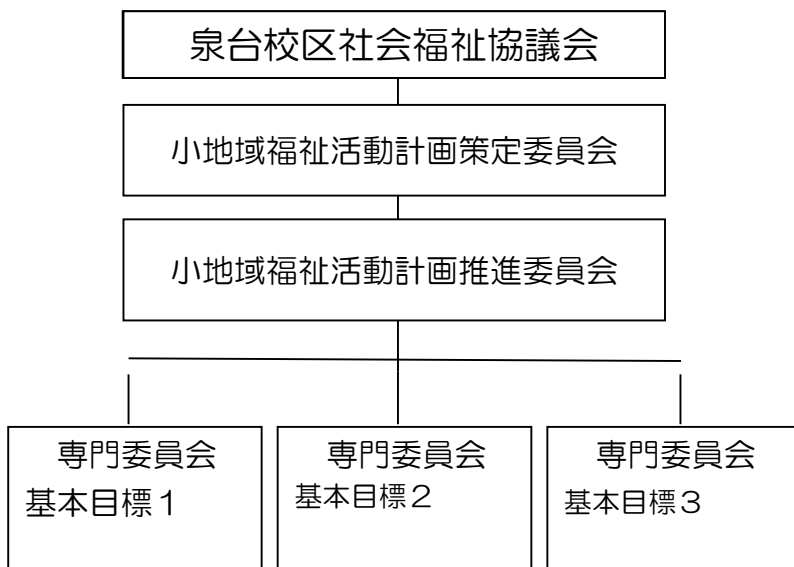 泉台校区社会福祉協議会
小地域福祉活動計画策定委員会
小地域福祉活動計画推進委員会
専門委員会
基本目標１
専門委員会
基本目標２
専門委員会
基本目標３